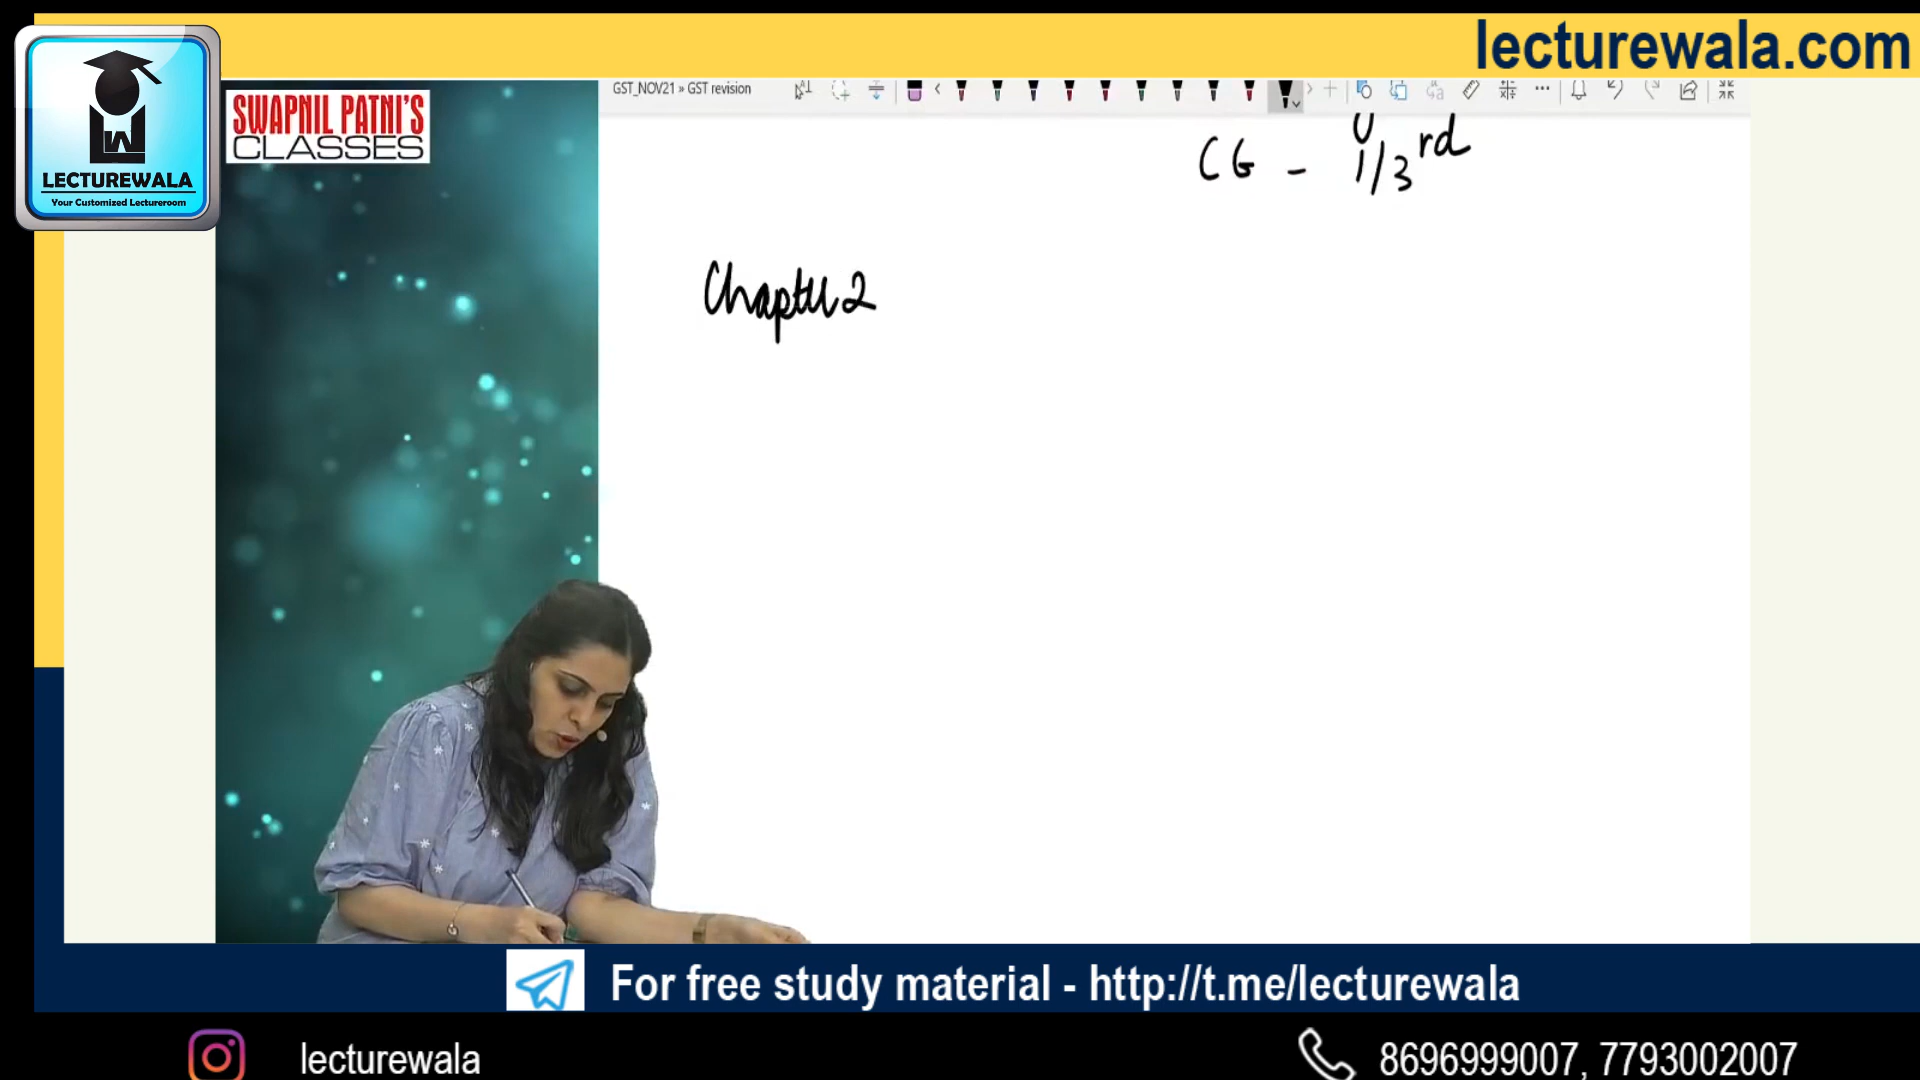 lecturewala.com
GST_NOV21 » GST revision
SWAPNIL PATNI'S
CLASSES
LW
LECTUREWALA
Your Customized Lectureroom
CG - 1/3rd
Chapter 2
For free study material - http://t.me/lecturewala
lecturewala
8696999007, 7793002007